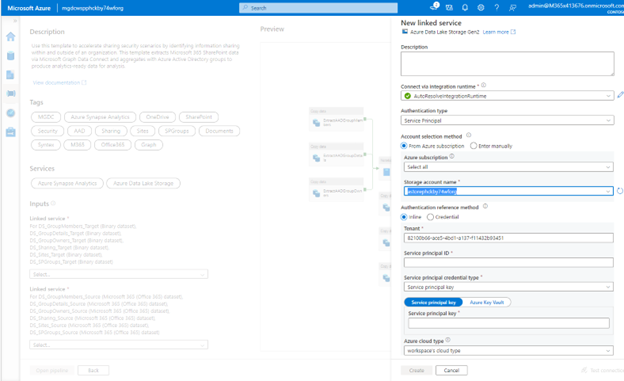 Microsoft Azure
mgdcwspphckby74wforg
Search
admin@M365x413676.onmicrosoft.com
Description
Use this template to accelerate sharing security scenarios by identifying information sharing
within and outside of an organization. This template extracts Microsoft 365 SharePoint data
via Microsoft Graph Data Connect and aggregates with Azure Active Directory groups to
produce analytics-ready data for analysis.
View documentation
Tags
MGDC
Azure Synapse Analytics
OneDrive
SharePoint
Security
AAD
Sharing
Sites
SPGroups
Documents
Syntex
M365
Office365
Graph
Services
Azure Synapse Analytics
Azure Data Lake Storage
Inputs
Linked service *
For DS_GroupMembers_Target (Binary dataset),
DS_GroupDetails_Target (Binary dataset),
DS_GroupOwners_Target (Binary dataset),
DS_Sharing_Target (Binary dataset),
DS_Sites_Target (Binary dataset),
DS_SPGroups_Target (Binary dataset)
Select...
Linked service *
For DS_GroupMembers_Source (Microsoft 365 (Office 365) dataset),
DS_GroupDetails_Source (Microsoft 365 (Office 365) dataset),
DS_GroupOwners_Source (Microsoft 365 (Office 365) dataset),
DS_Sharing_Source (Microsoft 365 (Office 365) dataset),
DS_Sites_Source (Microsoft 365 (Office 365) dataset),
DS_SPGroups_Source (Microsoft 365 (Office 365) dataset)
Select...
Open pipeline
Exit
Preview
New linked service
Azure Data Lake Storage Gen2
Learn more
Description
Connect via integration runtime *
AutoResolveIntegrationRuntime
Authentication type
Service Principal
Account selection method
From Azure subscription
Enter manually
Azure subscription
Select all
Storage account name *
Authentication reference method
Inline
Credential
Tenant *
Service principal ID *
Service principal credential type *
Service principal key
Service principal key
Azure Key Vault
Service principal key *
Azure cloud type
workspace's cloud type
Create
Cancel
Test connection